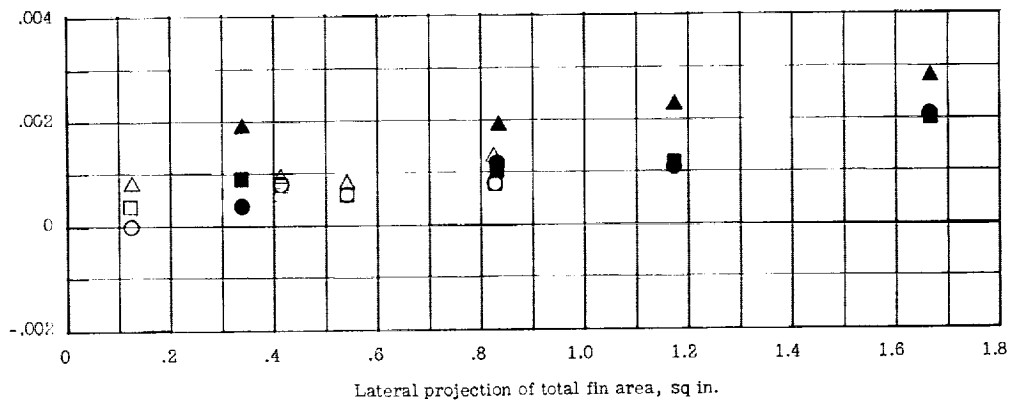 .004
.002
0
-.002
0 .2 .4 .6 .8 1.0 1.2 1.4 1.6 1.8
Lateral projection of total fin area, sq in.